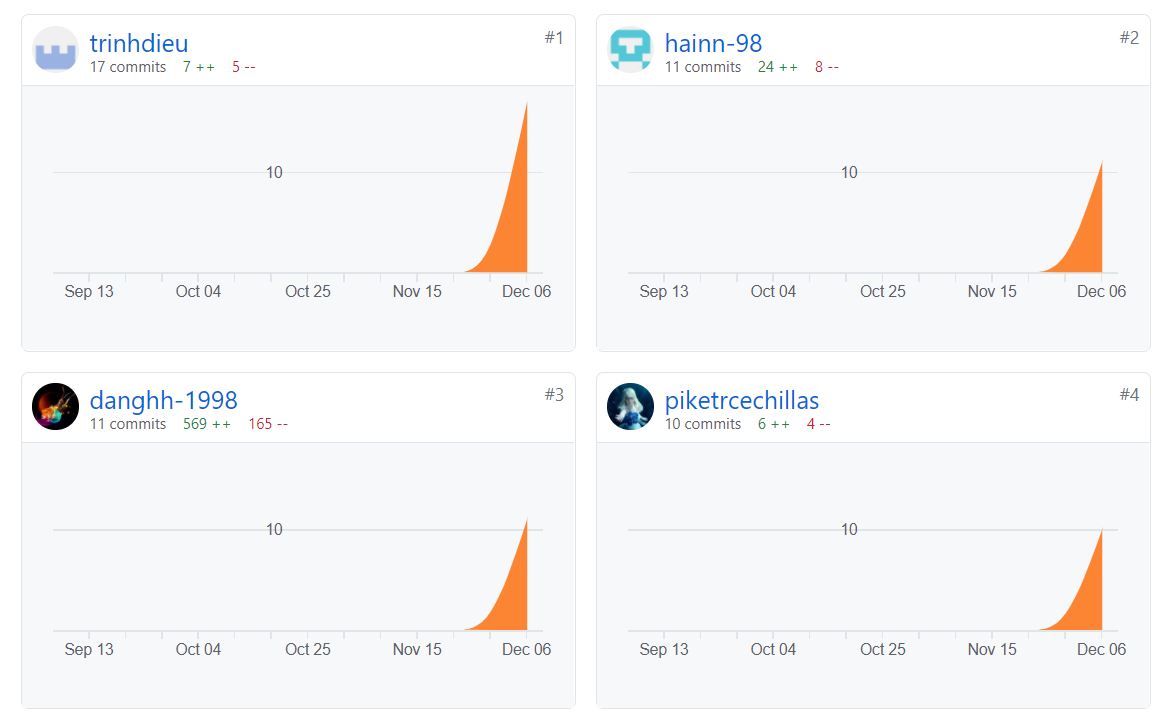 trinhdieu #1
17 commits 7 ++ 5 --
10
Sep 13 Oct 04 Oct 25 Nov 15 Dec 06
hainn-98 #2
11 commits 24 ++ 8 --
10
Sep 13 Oct 04 Oct 25 Nov 15 Dec 06
danghh-1998 #3
11 commits 569 ++ 165 --
10
Sep 13 Oct 04 Oct 25 Nov 15 Dec 06
piketrcechillas #4
10 commits 6 ++ 4 --
10
Sep 13 Oct 04 Oct 25 Nov 15 Dec 06